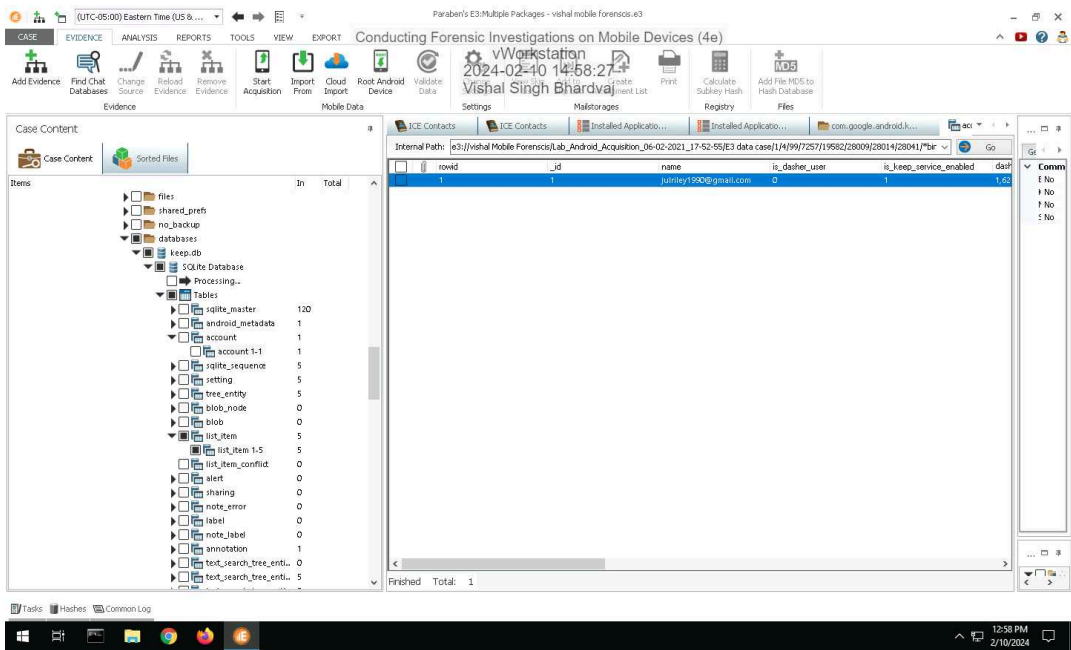 (UTC-05:00) Eastern Time (US & ...
Paraben's E3:Multiple Packages - vishal mobile forenscis.e3
CASE EVIDENCE ANALYSIS REPORTS TOOLS VIEW EXPORT
Conducting Forensic Investigations on Mobile Devices (4e)
vWorkstation
2024-02-10 14:58:27
Vishal Singh Bhardvaj
Add Evidence
Find Chat Databases
Change Source
Reload Evidence
Remove Evidence
Start Acquisition
Import From
Cloud Import
Root Android Device
Validate Data
Print
Calculate Subkey Hash
MD5
Add File MD5 to Hash Database
Evidence Mobile Data Settings Mailstorages Registry Files
Case Content
Case Content Sorted Files
Items In Total
files
shared_prefs
no_backup
databases
keep.db
SQLite Database
Processing...
Tables
sqlite_master 120
android_metadata 1
account 1
account 1-1 1
sqlite_sequence 5
setting 5
tree_entity 5
blob_node 0
blob 0
list_item 5
list_item 1-5 5
list_item_conflict 0
alert 0
sharing 0
note_error 0
label 0
note_label 0
annotation 1
text_search_tree_enti... 0
text_search_tree_enti... 5
ICE Contacts ICE Contacts Installed Applicatio... Installed Applicatio... com.google.android.k...
Internal Path: e3://vishal Mobile Forenscis/Lab_Android_Acquisition_06-02-2021_17-52-55/E3 data case/1/4/99/7257/19582/28009/28014/28041/*bir Go
rowid _id name is_dasher_user is_keep_service_enabled dash
1 1 julriley1990@gmail.com 0 1 1,62
Finished Total: 1
Comm
No
No
No
No
Tasks Hashes Common Log
12:58 PM
2/10/2024